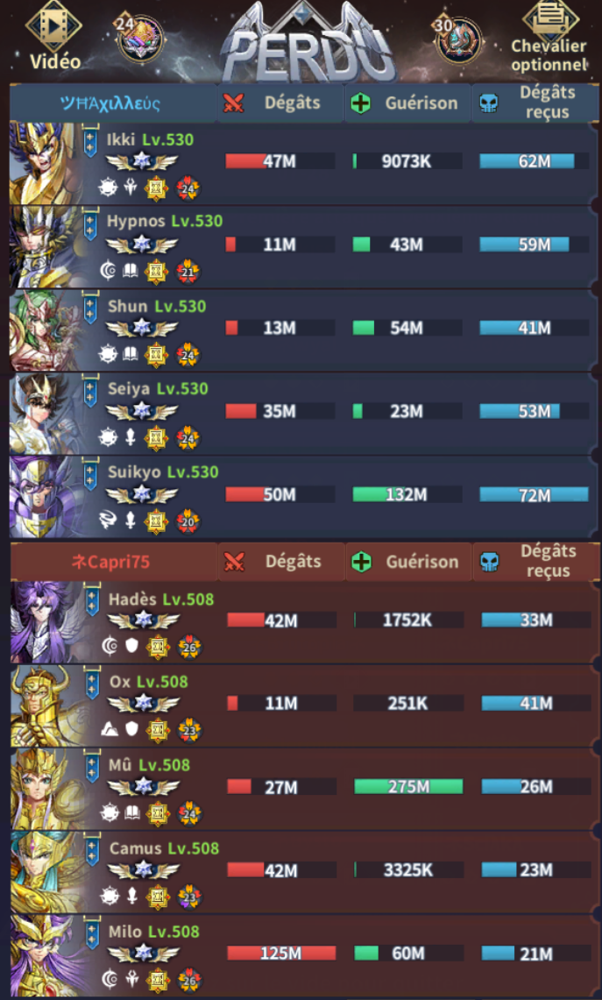 24
30
PERDU
Vidéo
Chevalier
optionnel
ツĦΆχιλλεύς
Dégâts
Guérison
Dégâts
reçus
Ikki Lv.530
47M
9073K
62M
24
Hypnos Lv.530
11M
43M
59M
21
Shun Lv.530
13M
54M
41M
24
Seiya Lv.530
35M
23M
53M
24
Suikyo Lv.530
50M
132M
72M
20
ネCapri75
Dégâts
Guérison
Dégâts
reçus
Hadès Lv.508
42M
1752K
33M
26
Ox Lv.508
11M
251K
41M
23
Mû Lv.508
27M
275M
26M
24
Camus Lv.508
42M
3325K
23M
23
Milo Lv.508
125M
60M
21M
26